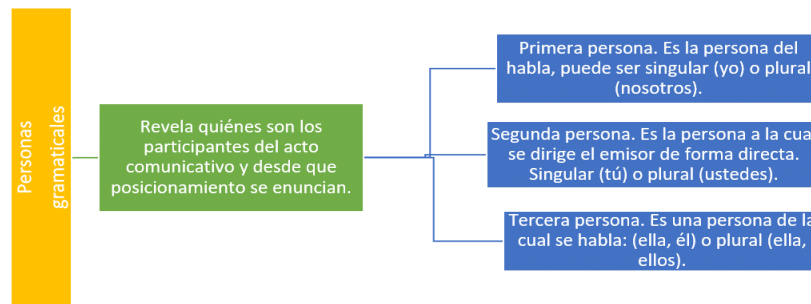 Personas
gramaticales
Revela quiénes son los
participantes del acto
comunicativo y desde que
posicionamiento se enuncian.
Primera persona. Es la persona del
habla, puede ser singular (yo) o plural
(nosotros).
Segunda persona. Es la persona a la cual
se dirige el emisor de forma directa.
Singular (tú) o plural (ustedes).
Tercera persona. Es una persona de la
cual se habla: (ella, él) o plural (ella,
ellos).